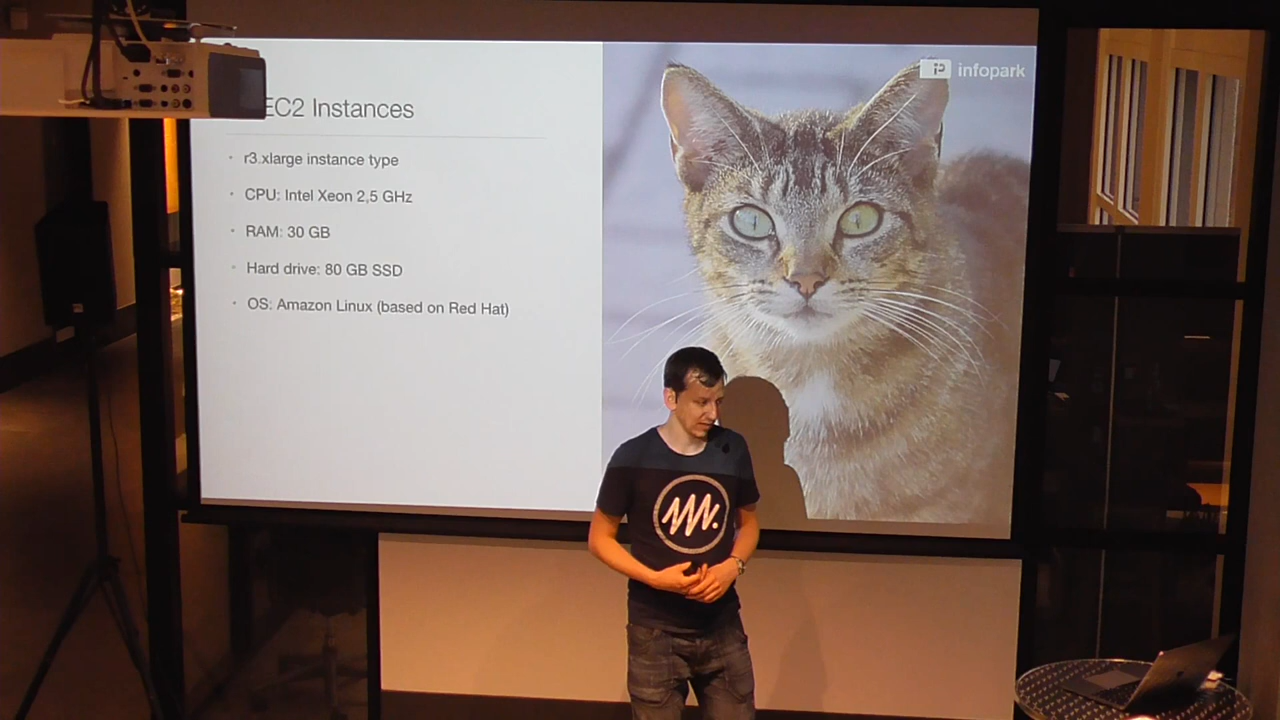 EC2 Instances
infopark
· r3.xlarge instance type
· CPU: Intel Xeon 2,5 GHz
· RAM: 30 GB
· Hard drive: 80 GB SSD
· OS: Amazon Linux (based on Red Hat)